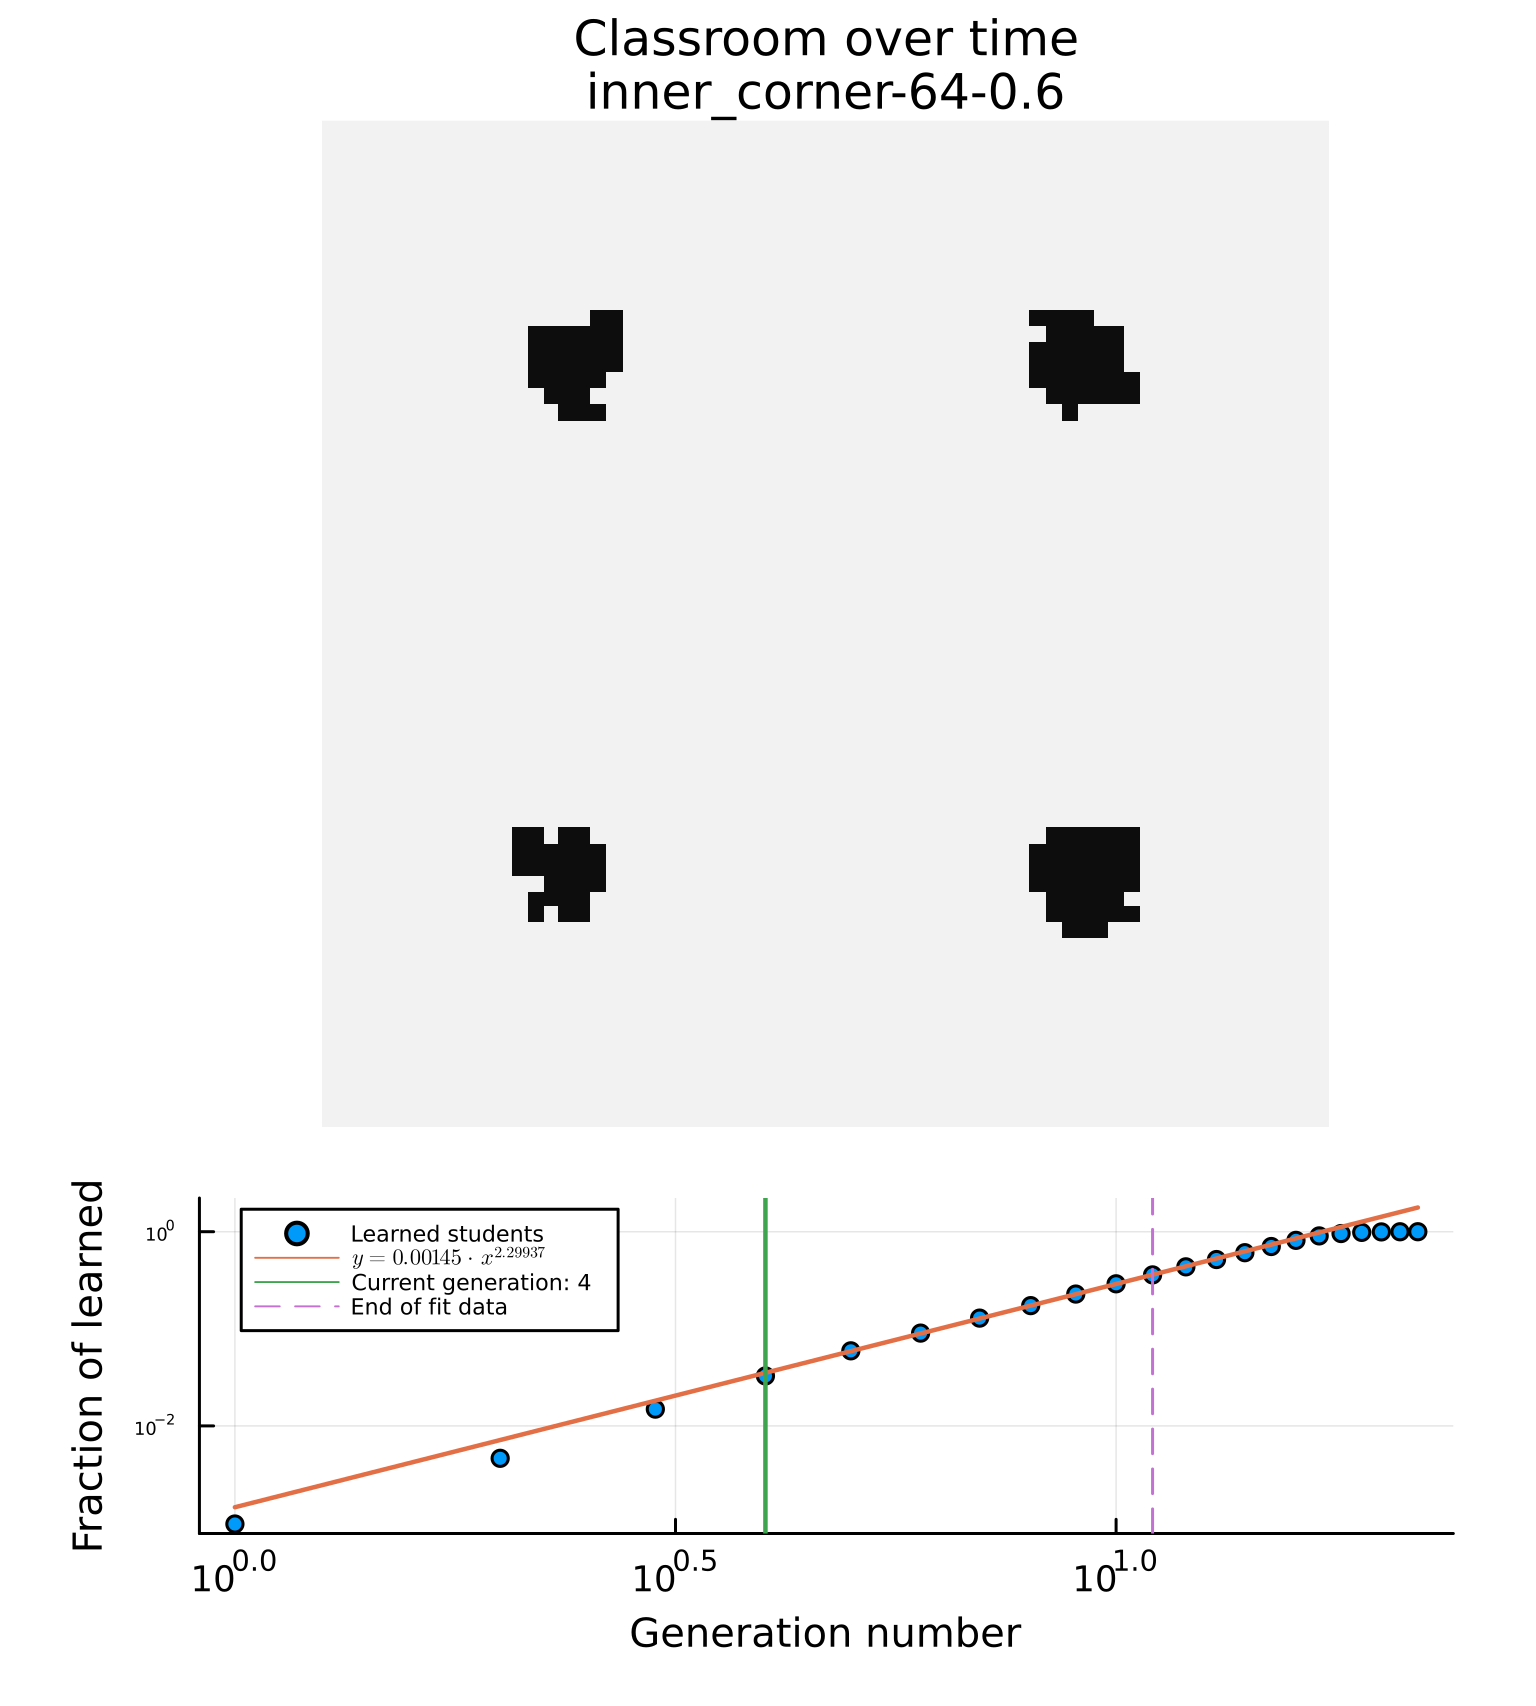 Classroom over time
inner_corner-64-0.6
Fraction of learned
10^0
10^-2
Learned students
y = 0.00145 · x^2.29937
Current generation: 4
End of fit data
10^0.0
10^0.5
10^1.0
Generation number